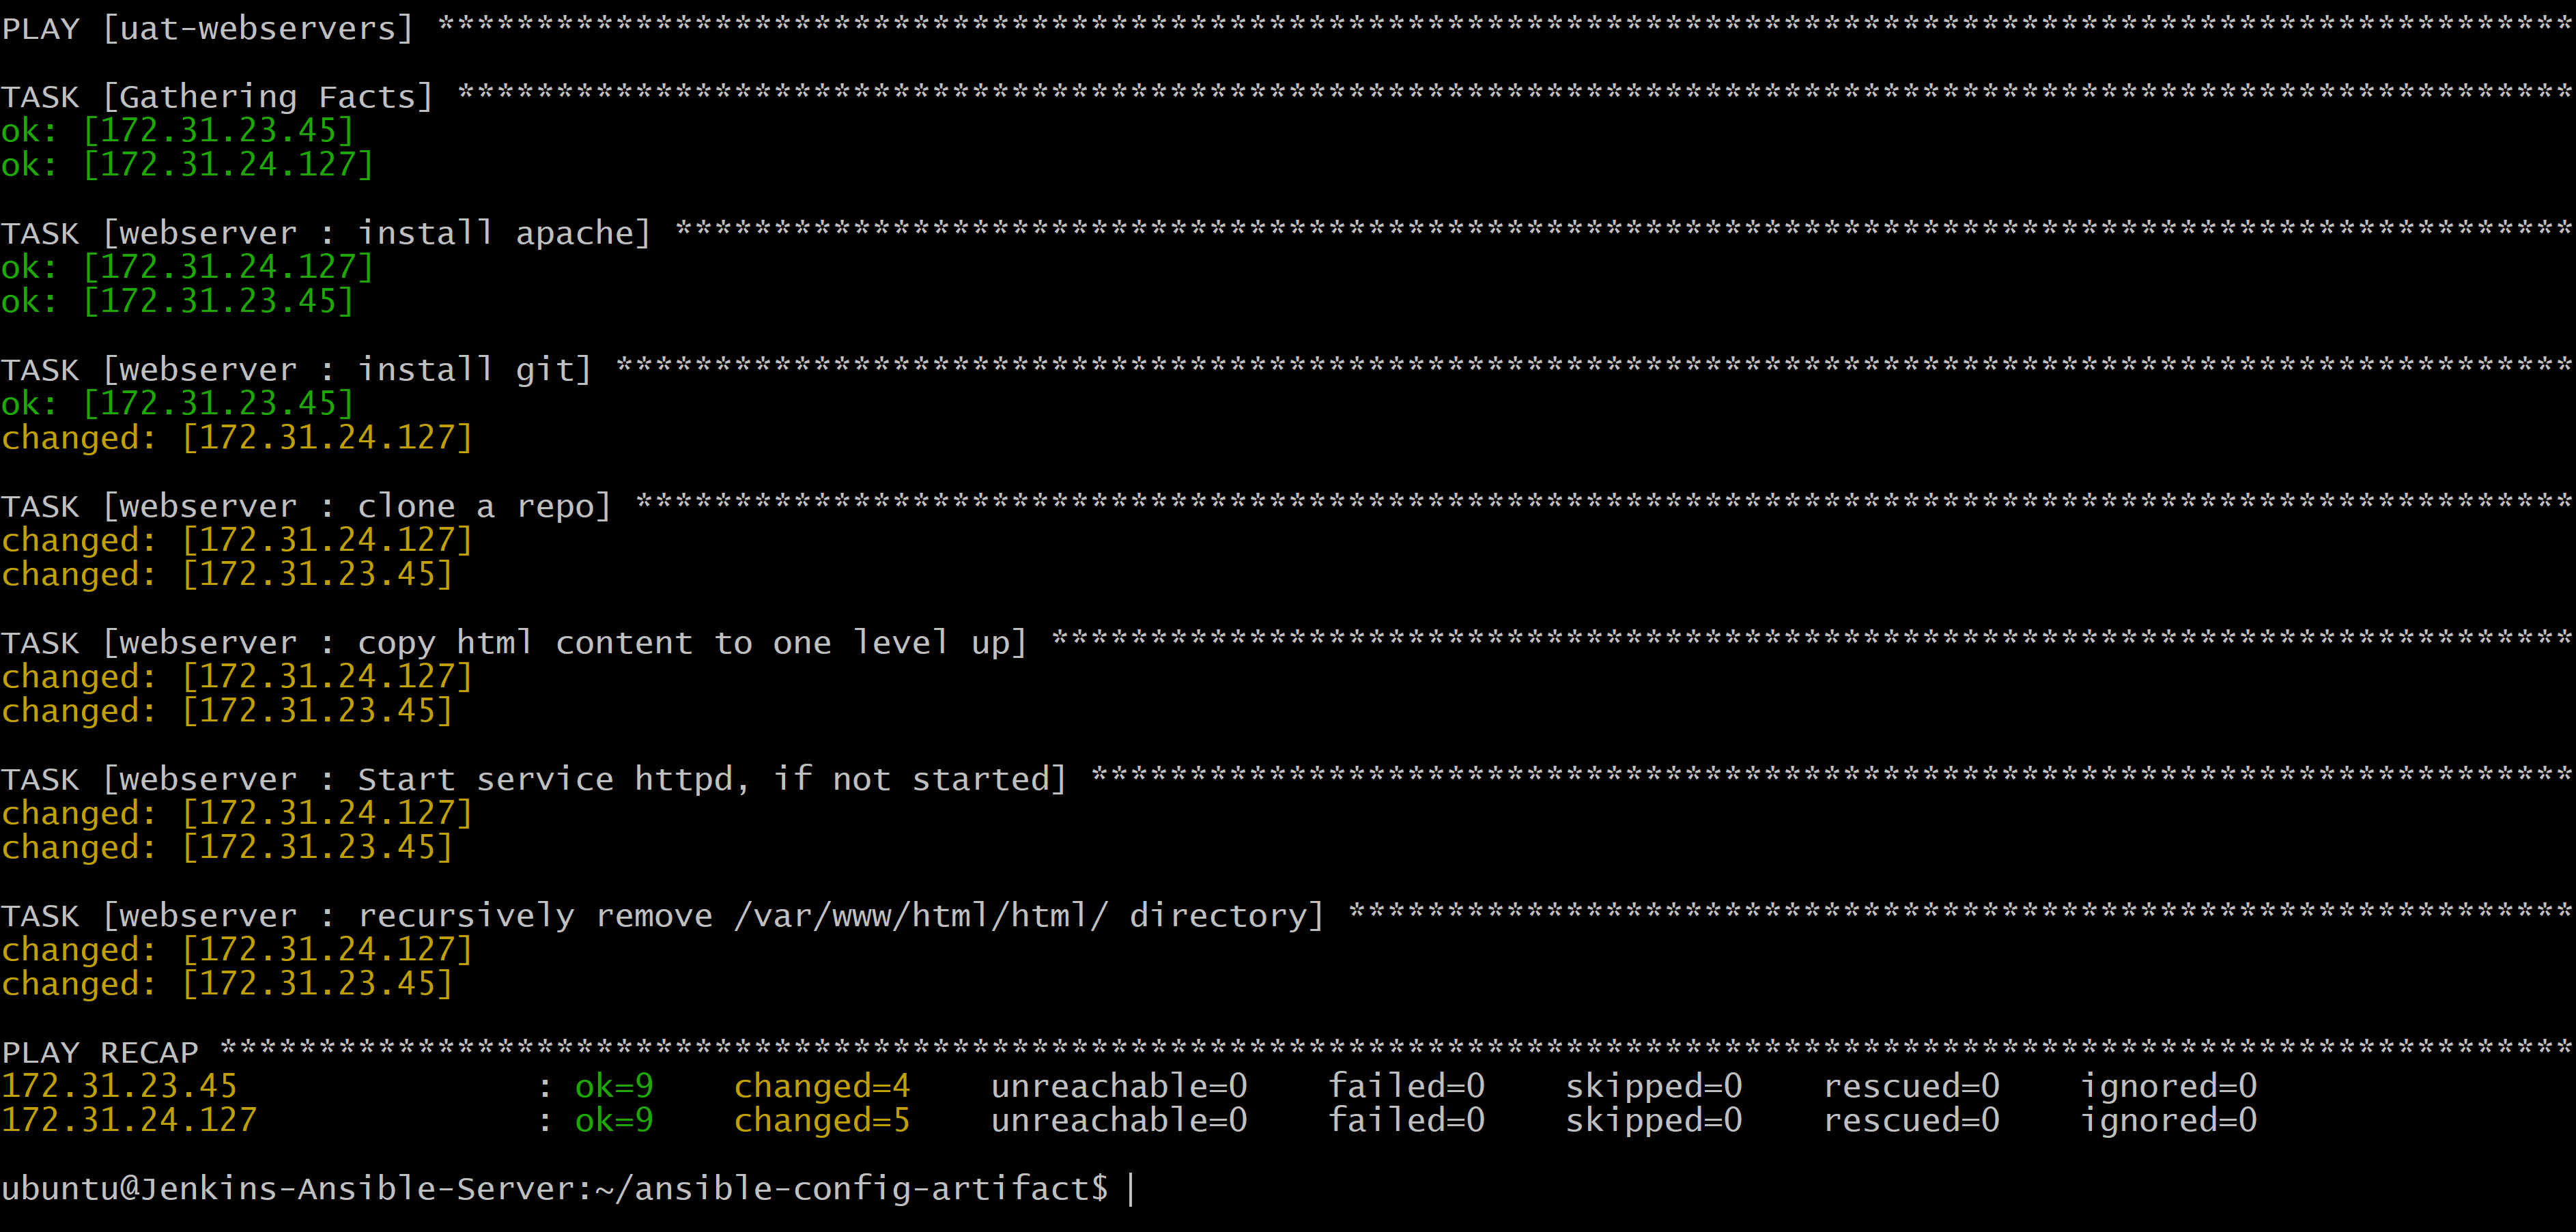 PLAY [uat-webservers] ************************************************************************************************************
TASK [Gathering Facts] ***********************************************************************************************************
ok: [172.31.23.45]
ok: [172.31.24.127]
TASK [webserver : install apache] ************************************************************************************************
ok: [172.31.24.127]
ok: [172.31.23.45]
TASK [webserver : install git] ***************************************************************************************************
ok: [172.31.23.45]
changed: [172.31.24.127]
TASK [webserver : clone a repo] **************************************************************************************************
changed: [172.31.24.127]
changed: [172.31.23.45]
TASK [webserver : copy html content to one level up] *****************************************************************************
changed: [172.31.24.127]
changed: [172.31.23.45]
TASK [webserver : Start service httpd, if not started] ***************************************************************************
changed: [172.31.24.127]
changed: [172.31.23.45]
TASK [webserver : recursively remove /var/www/html/html/ directory] **************************************************************
changed: [172.31.24.127]
changed: [172.31.23.45]
PLAY RECAP ***********************************************************************************************************************
172.31.23.45               : ok=9    changed=4    unreachable=0    failed=0    skipped=0    rescued=0    ignored=0
172.31.24.127              : ok=9    changed=5    unreachable=0    failed=0    skipped=0    rescued=0    ignored=0
ubuntu@Jenkins-Ansible-Server:~/ansible-config-artifact$